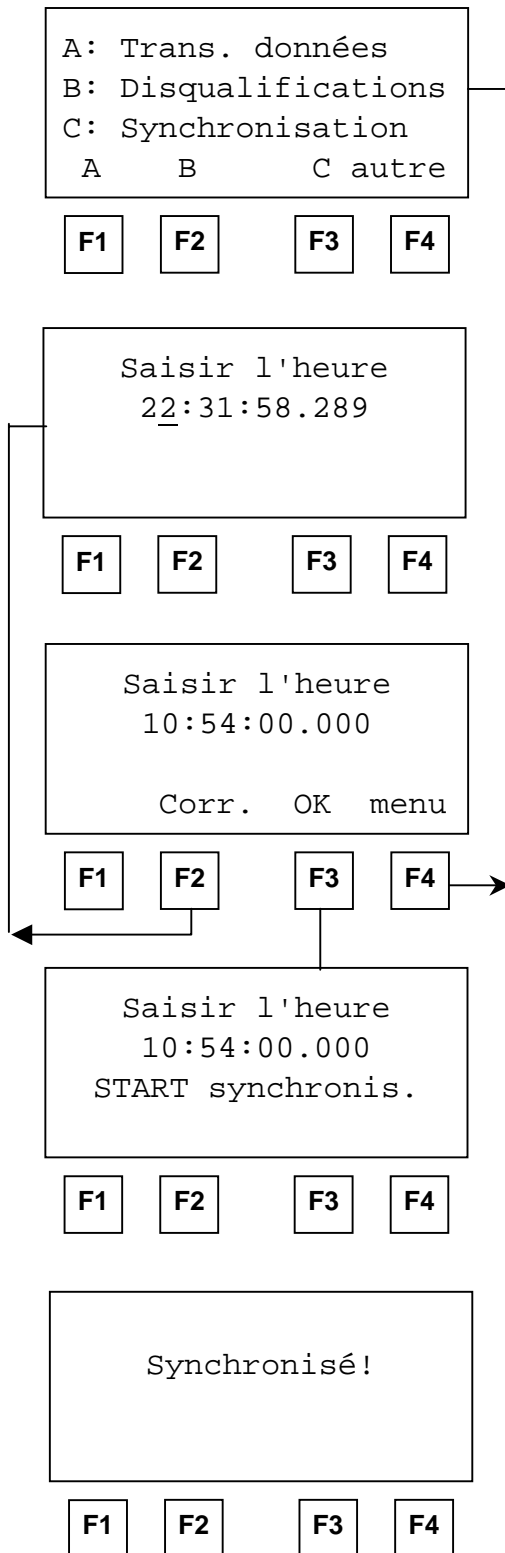 A: Trans. données
B: Disqualifications
C: Synchronisation
A B C autre
F1 F2 F3 F4
Saisir l'heure
22:31:58.289
F1 F2 F3 F4
Saisir l'heure
10:54:00.000
Corr. OK menu
F1 F2 F3 F4
Saisir l'heure
10:54:00.000
START synchronis.
F1 F2 F3 F4
Synchronisé!
F1 F2 F3 F4